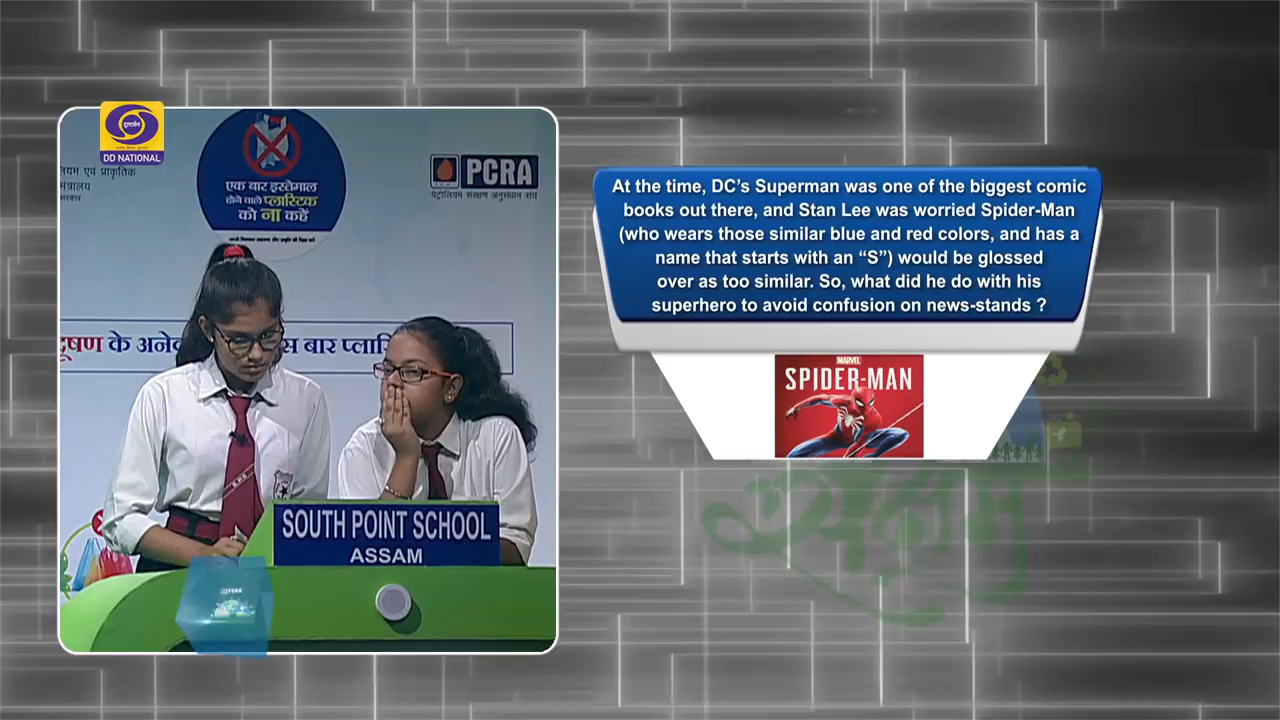 दूरदर्शन
DD NATIONAL
एक बार इस्तेमाल
होने वाले प्लास्टिक
को ना कहें
PCRA
पेट्रोलियम संरक्षण अनुसंधान संघ
के अने
बार
SOUTH POINT SCHOOL
ASSAM
At the time, DC’s Superman was one of the biggest comic
books out there, and Stan Lee was worried Spider-Man
(who wears those similar blue and red colors, and has a
name that starts with an “S”) would be glossed
over as too similar. So, what did he do with his
superhero to avoid confusion on news-stands ?
MARVEL
SPIDER-MAN